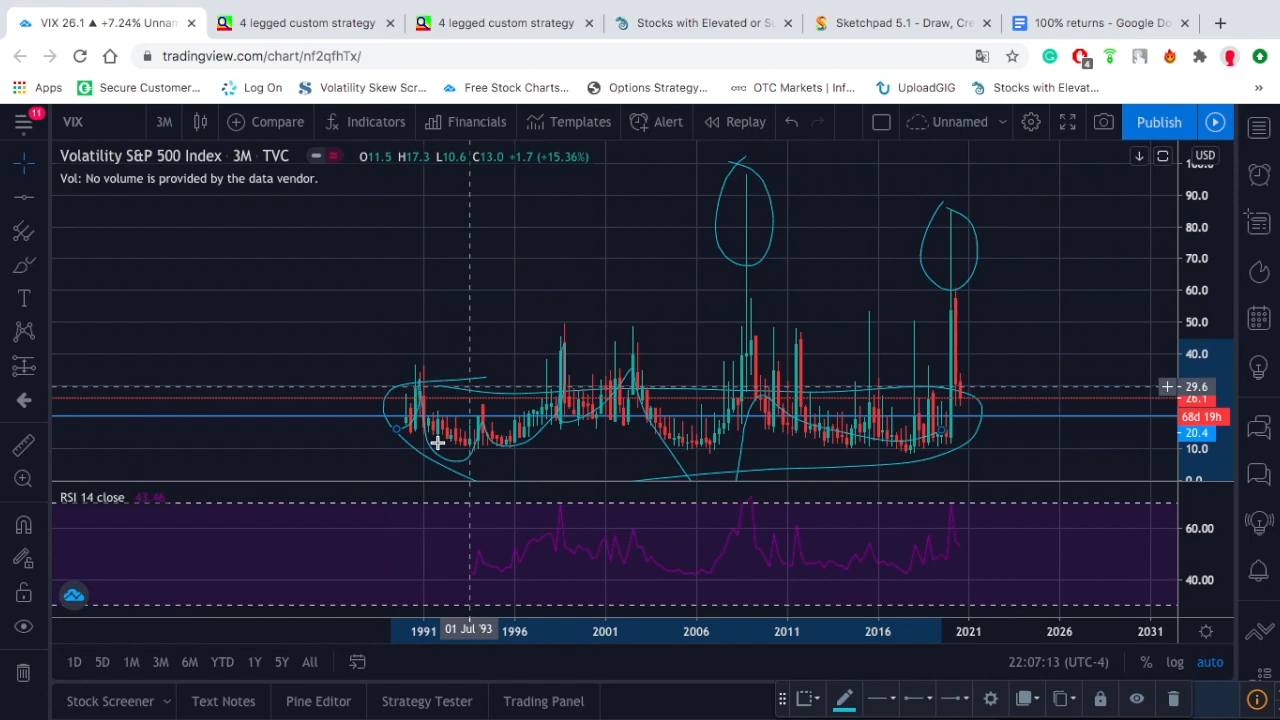 VIX 26.1 ▲ +7.24% Unnam
4 legged custom strategy
4 legged custom strategy
Stocks with Elevated or Su
Sketchpad 5.1 - Draw, Cre
100% returns - Google Do
tradingview.com/chart/nf2qfhTx/
4
Apps
Secure Customer...
Log On
Volatility Skew Scr...
Free Stock Charts...
Options Strategy...
OTC Markets | Inf...
UploadGIG
Stocks with Elevat...
»
11
VIX
3M
Compare
Indicators
Financials
Templates
Alert
Replay
Unnamed
Publish
Volatility S&P 500 Index · 3M · TVC
O11.5 H17.3 L10.6 C13.0 +1.7 (+15.36%)
USD
Vol: No volume is provided by the data vendor.
90.0
80.0
70.0
60.0
50.0
40.0
29.6
26.1
68d 19h
20.4
10.0
0.0
RSI 14 close 43.46
60.00
40.00
1991
01 Jul '93
1996
2001
2006
2011
2016
2021
2026
2031
1D 5D 1M 3M 6M YTD 1Y 5Y All
22:07:13 (UTC-4)
% log auto
Stock Screener
Text Notes
Pine Editor
Strategy Tester
Trading Panel